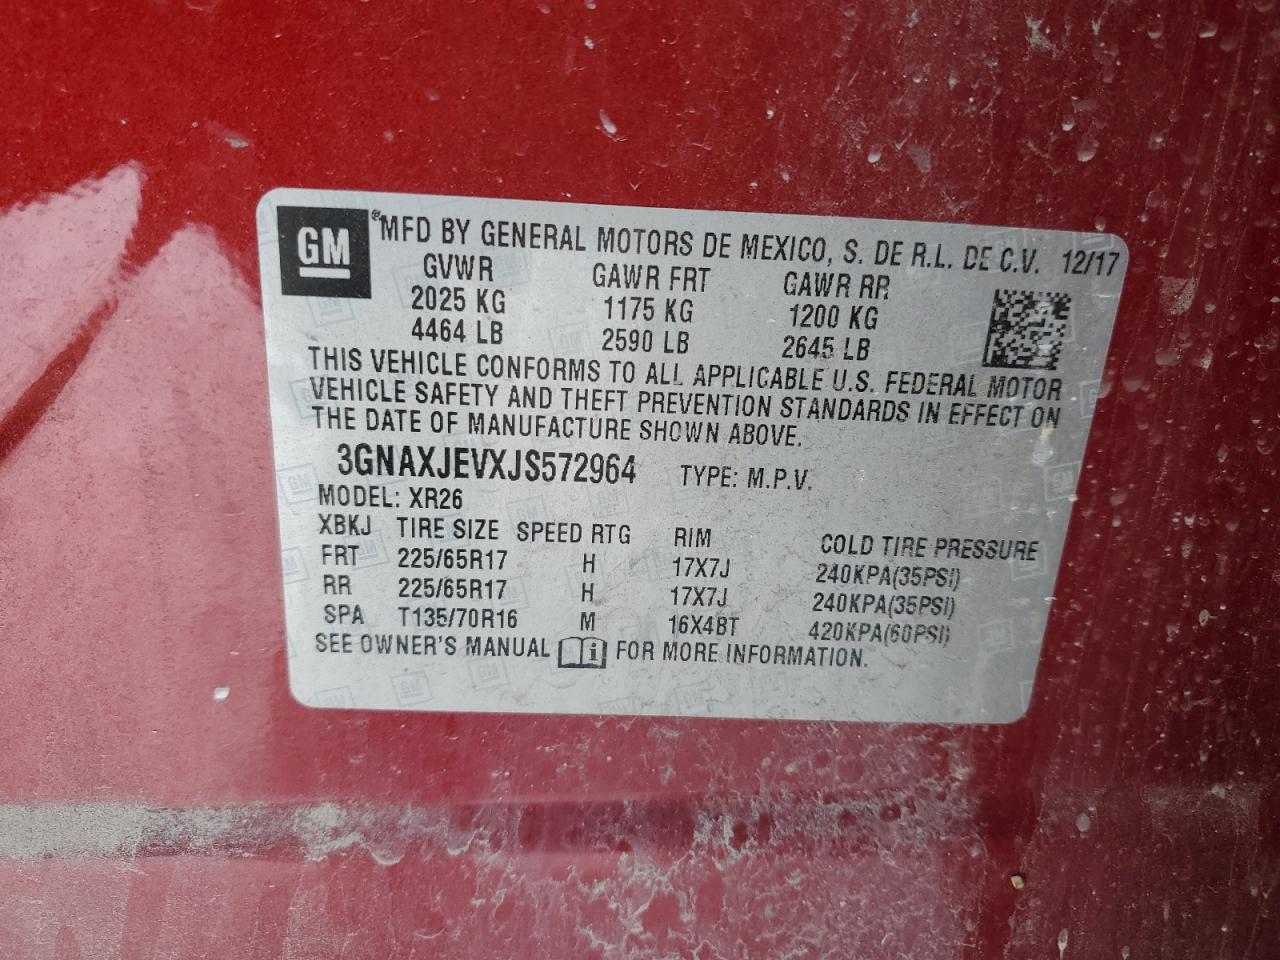 GM ® MFD BY GENERAL MOTORS DE MEXICO, S. DE R.L. DE C.V. 12/17
GVWR GAWR FRT GAWR RR
2025 KG 1175 KG 1200 KG
4464 LB 2590 LB 2645 LB
THIS VEHICLE CONFORMS TO ALL APPLICABLE U.S. FEDERAL MOTOR
VEHICLE SAFETY AND THEFT PREVENTION STANDARDS IN EFFECT ON
THE DATE OF MANUFACTURE SHOWN ABOVE.
3GNAXJEVXJS572964 TYPE: M.P.V.
MODEL: XR26
XBKJ TIRE SIZE SPEED RTG RIM COLD TIRE PRESSURE
FRT 225/65R17 H 17X7J 240KPA(35PSI)
RR 225/65R17 H 17X7J 240KPA(35PSI)
SPA T135/70R16 M 16X4BT 420KPA(60PSI)
SEE OWNER'S MANUAL i FOR MORE INFORMATION.